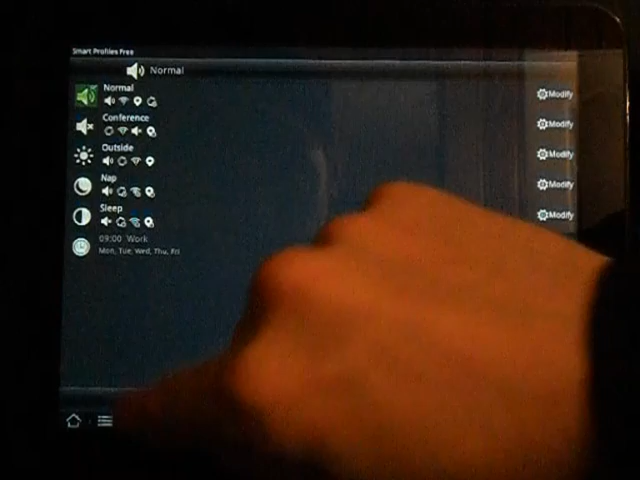 Smart Profiles Free
Normal
Normal
Modify
Conference
Modify
Outside
Modify
Nap
Modify
Sleep
Modify
09:00 Work
Mon, Tue, Wed, Thu, Fri